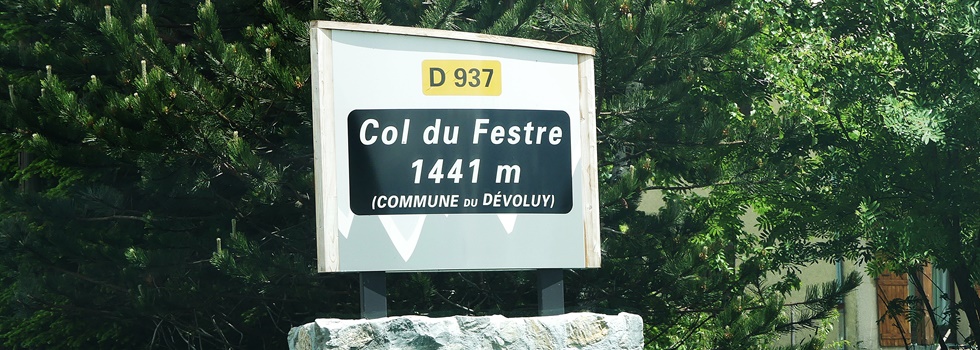 D 937
Col du Festre
1441 m
(COMMUNE DU DÉVOLUY)